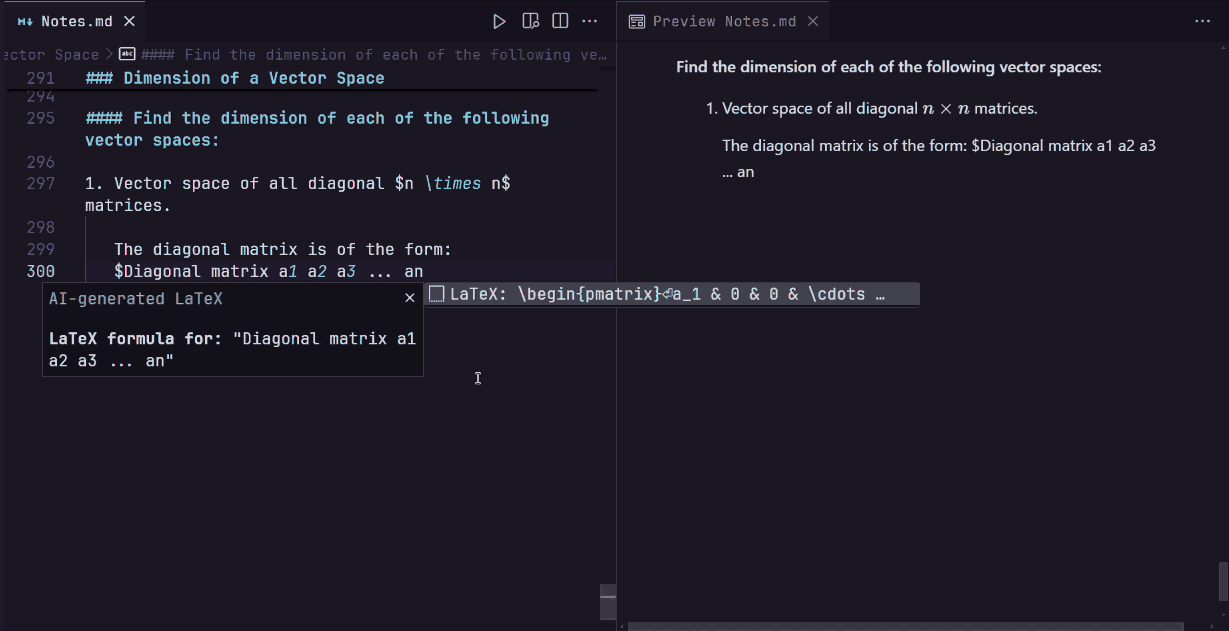 Notes.md
Preview Notes.md
ector Space > #### Find the dimension of each of the following ve…
291 ### Dimension of a Vector Space
294
295 #### Find the dimension of each of the following
vector spaces:
296
297 1. Vector space of all diagonal $n \times n$
matrices.
298
299 The diagonal matrix is of the form:
300 $Diagonal matrix a1 a2 a3 ... an
AI-generated LaTeX
LaTeX formula for: "Diagonal matrix a1
a2 a3 ... an"
LaTeX: \begin{pmatrix}⏎a_1 & 0 & 0 & \cdots …
Find the dimension of each of the following vector spaces:
1. Vector space of all diagonal n × n matrices.
The diagonal matrix is of the form: $Diagonal matrix a1 a2 a3
... an